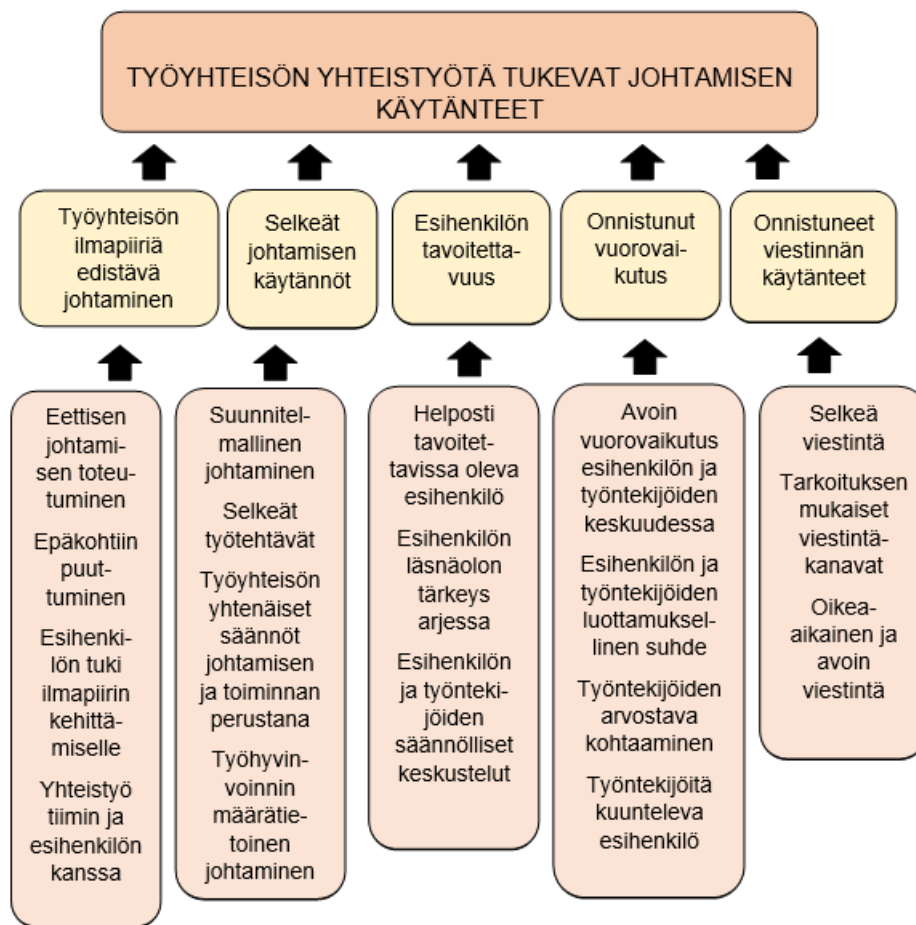 TYÖYHTEISÖN YHTEISTYÖTÄ TUKEVAT JOHTAMISEN
KÄYTÄNTEET
Työyhteisön
ilmapiiriä
edistävä
johtaminen
Selkeät
johtamisen
käytännöt
Esihenkilön
tavoitetta-
vuus
Onnistunut
vuorovai-
kutus
Onnistuneet
viestinnän
käytänteet
Eettisen
johtami-
sen toteu-
tuminen
Epäkohtiin
puut-
tuminen
Esihenki-
lön tuki
ilmapiirin
kehittä-
miselle
Yhteistyö
tiimin ja
esihenkilön
kanssa
Suunnitel-
mallinen
johtaminen
Selkeät
työtehtävät
Työyhteisön
yhtenäiset
säännöt
johtamisen
ja toiminnan
perustana
Työhyvin-
voinnin
määrätie-
toinen
johtaminen
Helposti
tavoitet-
tavissa oleva
esihenkilö
Esihenkilön
läsnäolon
tärkeys
arjessa
Esihenkilön
ja työnteki-
jöiden
säännölliset
keskustelut
Avoin
vuorovaikutus
esihenkilön ja
työntekijöiden
keskuudessa
Esihenkilön ja
työntekijöiden
luottamuksel-
linen suhde
Työntekijöiden
arvostava
kohtaaminen
Työntekijöitä
kuunteleva
esihenkilö
Selkeä
viestintä
Tarkoituksen
mukaiset
viestintä-
kanavat
Oikea-
aikainen ja
avoin
viestintä